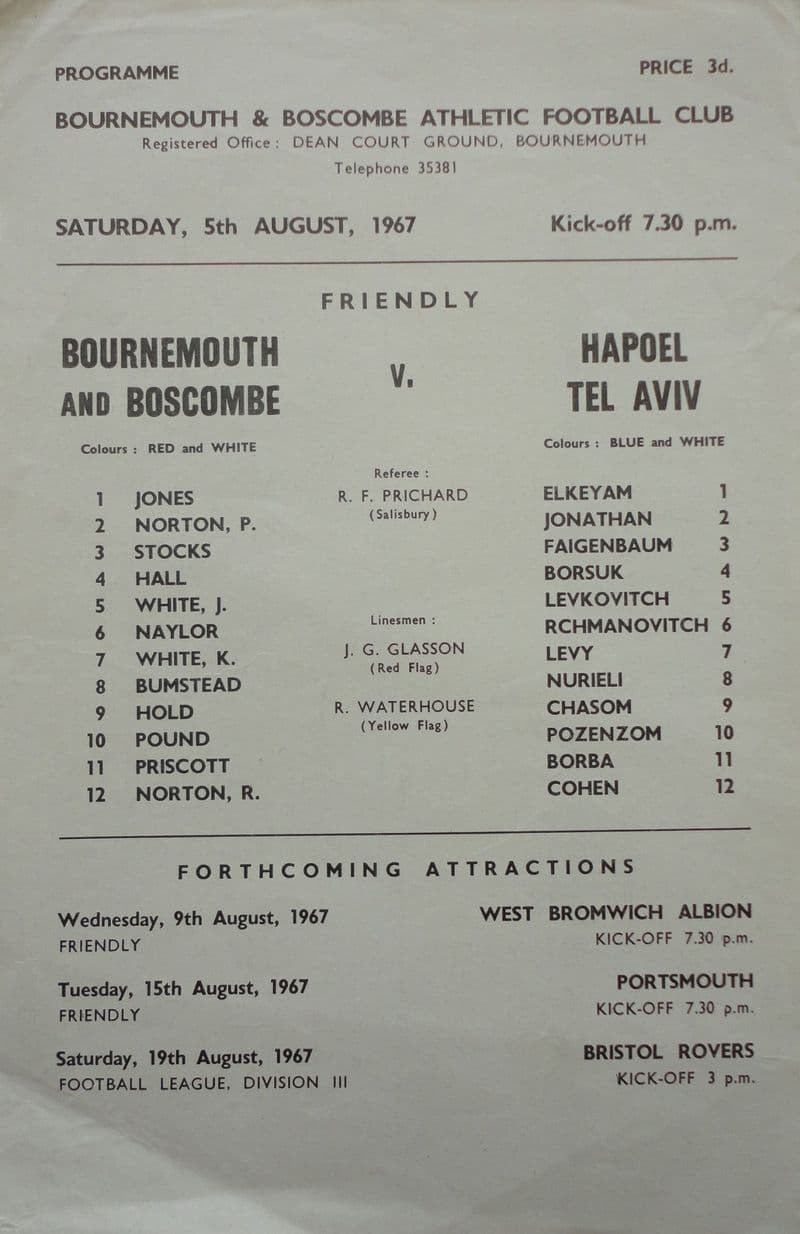 PROGRAMME PRICE 3d.
BOURNEMOUTH & BOSCOMBE ATHLETIC FOOTBALL CLUB
Registered Office : DEAN COURT GROUND, BOURNEMOUTH
Telephone 35381
SATURDAY, 5th AUGUST, 1967 Kick-off 7.30 p.m.
FRIENDLY
BOURNEMOUTH
AND BOSCOMBE
V.
HAPOEL
TEL AVIV
Colours : RED and WHITE
1 JONES
2 NORTON, P.
3 STOCKS
4 HALL
5 WHITE, J.
6 NAYLOR
7 WHITE, K.
8 BUMSTEAD
9 HOLD
10 POUND
11 PRISCOTT
12 NORTON, R.
Referee :
R. F. PRICHARD
(Salisbury)
Linesmen :
J. G. GLASSON
(Red Flag)
R. WATERHOUSE
(Yellow Flag)
Colours : BLUE and WHITE
ELKEYAM 1
JONATHAN 2
FAIGENBAUM 3
BORSUK 4
LEVKOVITCH 5
RCHMANOVITCH 6
LEVY 7
NURIELI 8
CHASOM 9
POZENZOM 10
BORBA 11
COHEN 12
FORTHCOMING ATTRACTIONS
Wednesday, 9th August, 1967 WEST BROMWICH ALBION
FRIENDLY KICK-OFF 7.30 p.m.
Tuesday, 15th August, 1967 PORTSMOUTH
FRIENDLY KICK-OFF 7.30 p.m.
Saturday, 19th August, 1967 BRISTOL ROVERS
FOOTBALL LEAGUE, DIVISION III KICK-OFF 3 p.m.